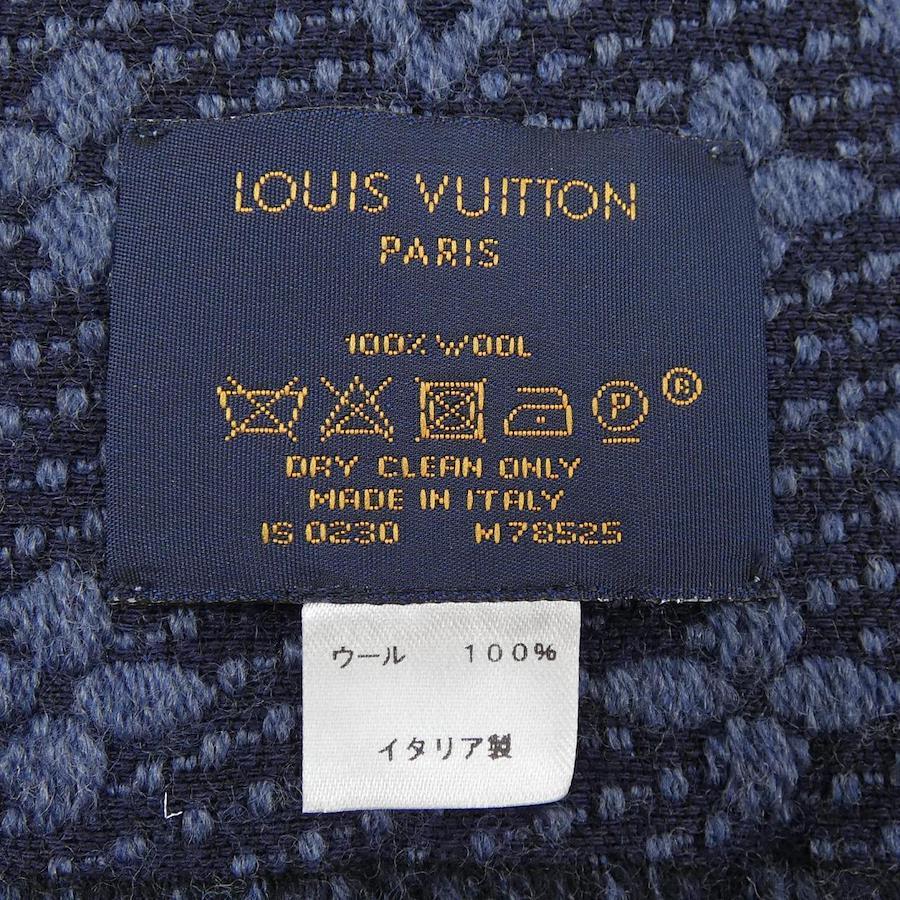 LOUIS VUITTON
PARIS
100% WOOL
P ®
DRY CLEAN ONLY
MADE IN ITALY
IS 0230 M78525
ウール 100%
イタリア製